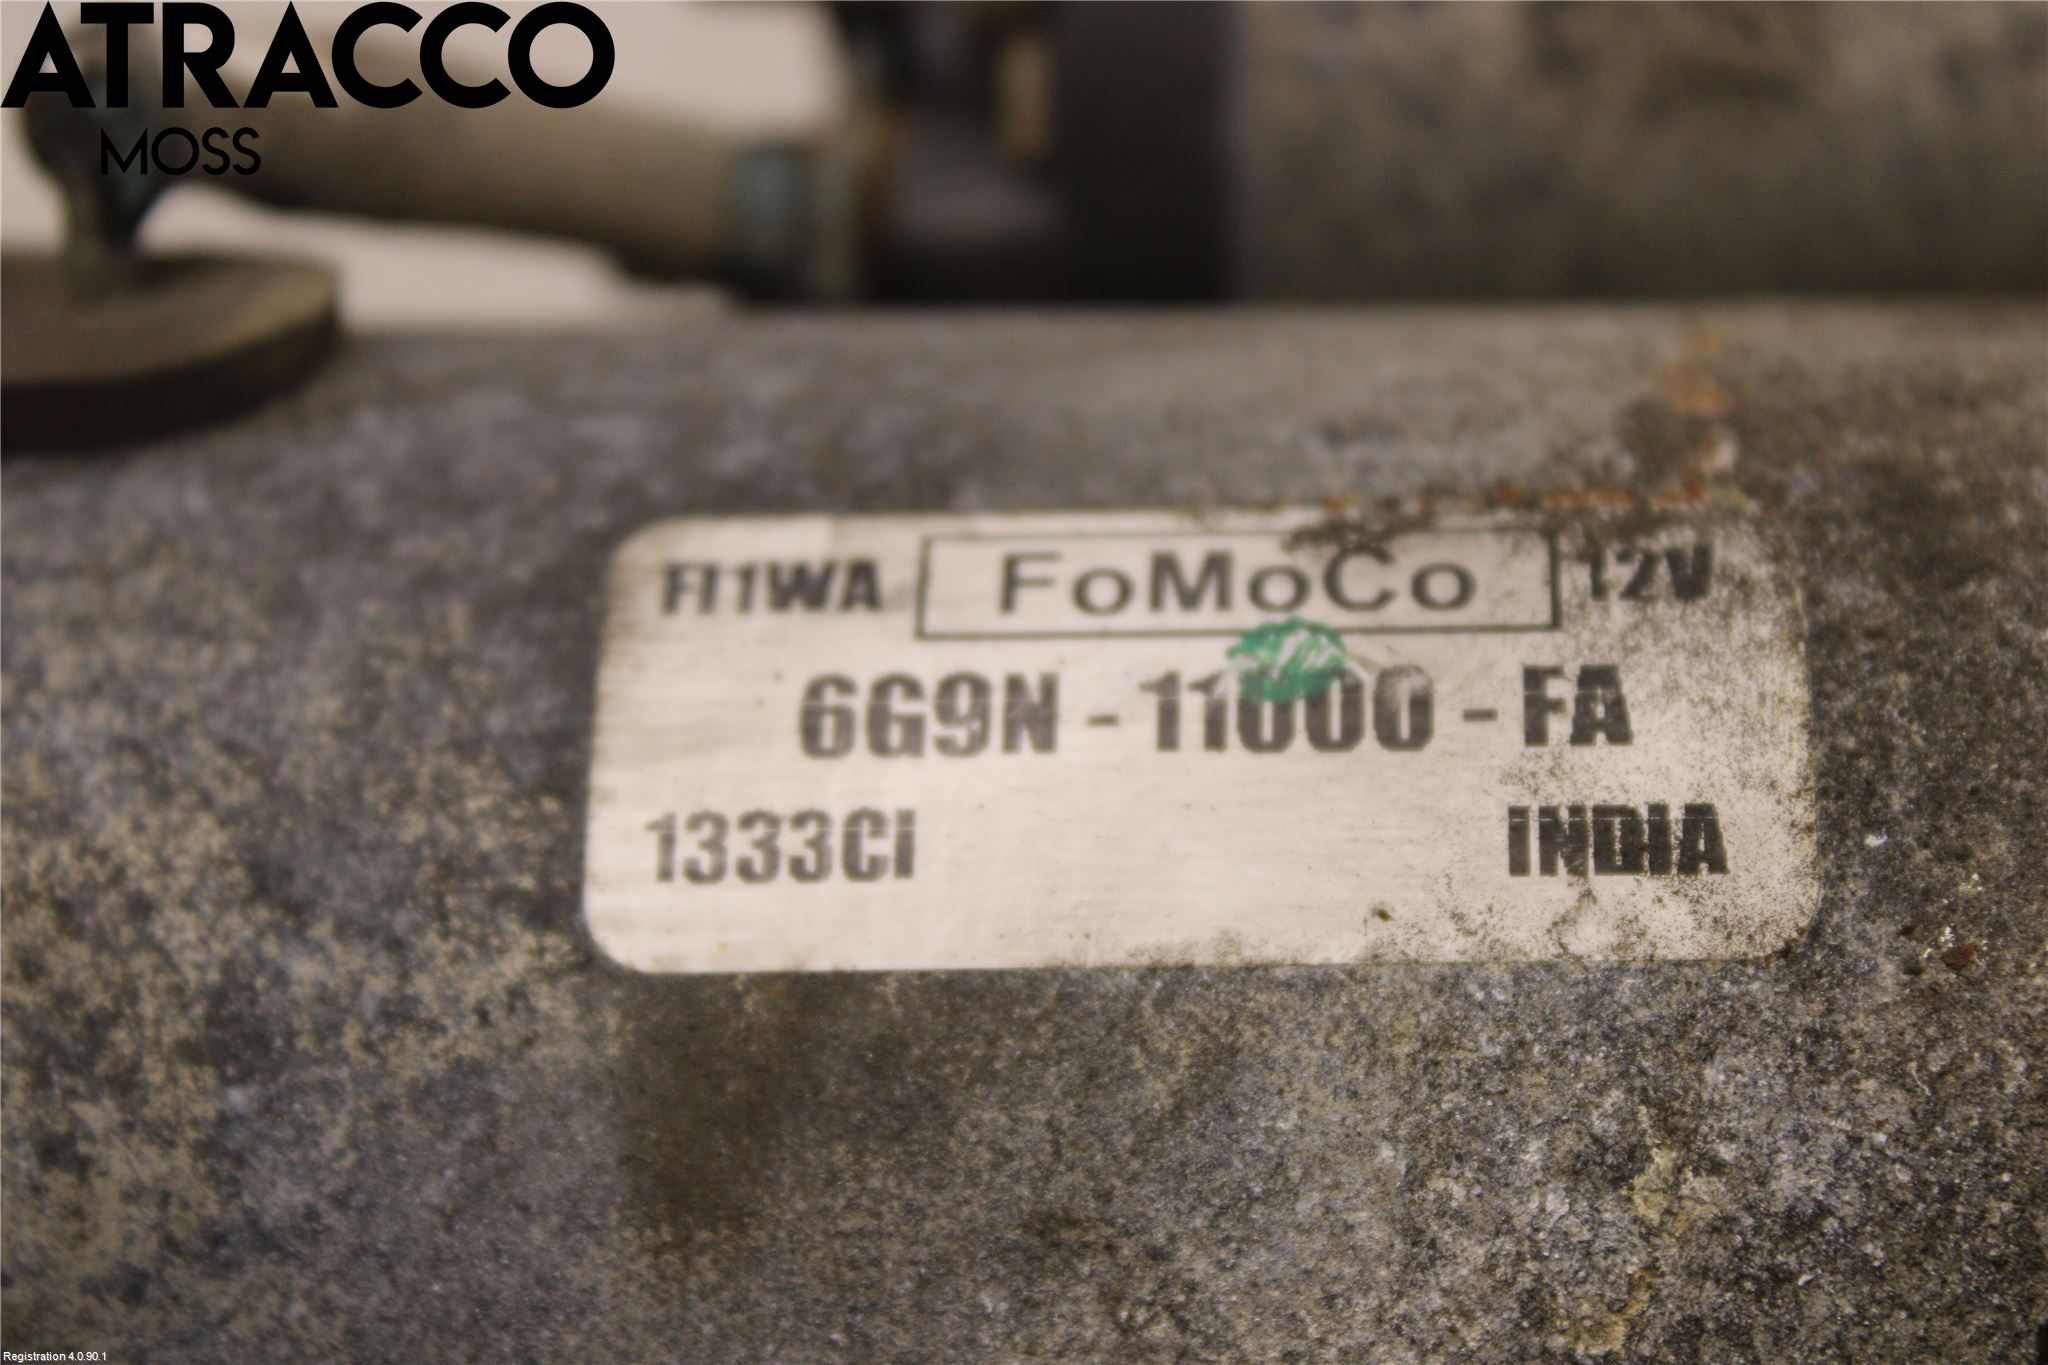 ATRACCO
MOSS
FI1WA FoMoCo 12V
6G9N - 11000 - FA
1333CI INDIA
Registration 4.0.90.1